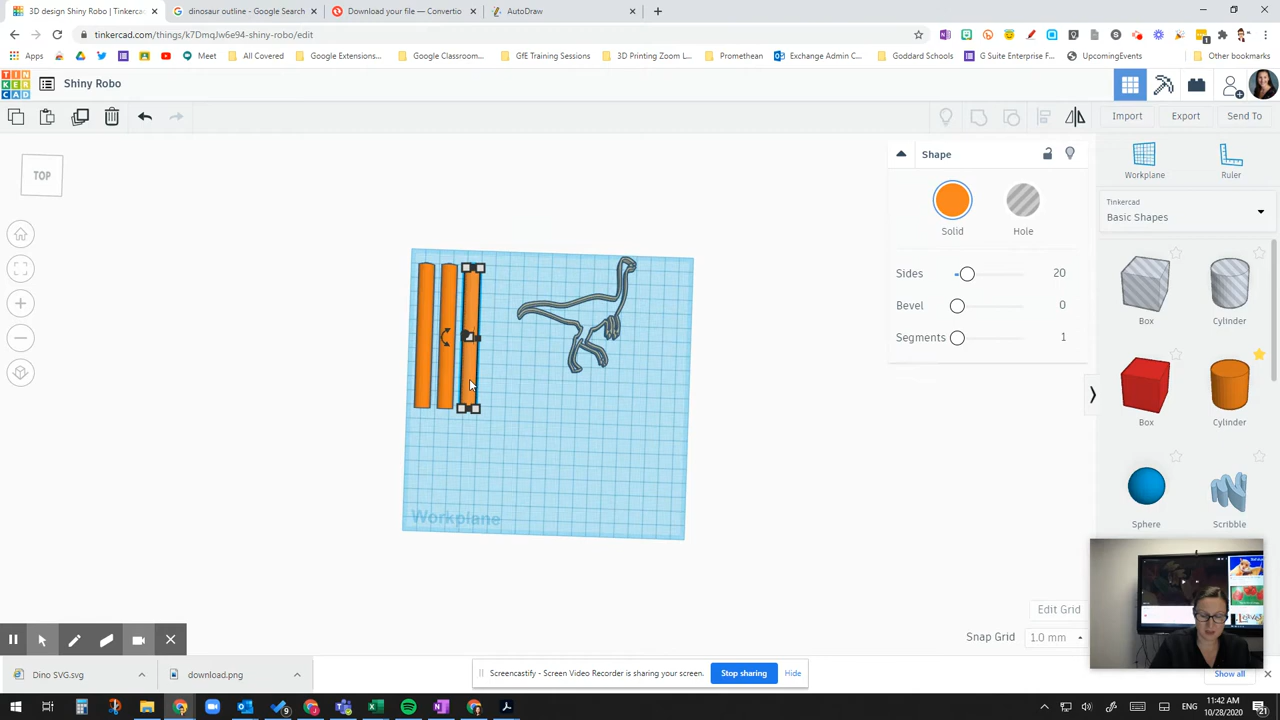 3D design Shiny Robo | Tinkercad
dinosaur outline - Google Search
Download your file — Convertio
AutoDraw
tinkercad.com/things/k7DmqJw6e94-shiny-robo/edit
Apps
Meet
All Covered
Google Extensions...
Google Classroom...
GfE Training Sessions
3D Printing Zoom L...
Promethean
Exchange Admin C...
Goddard Schools
G Suite Enterprise F...
UpcomingEvents
Other bookmarks
TIN
KER
CAD
Shiny Robo
Import
Export
Send To
TOP
Shape
Solid
Hole
Sides 20
Bevel 0
Segments 1
Workplane
Ruler
Tinkercad
Basic Shapes
Box
Cylinder
Box
Cylinder
Sphere
Scribble
Workplane
Edit Grid
Snap Grid 1.0 mm
Dino SVG.svg
download.png
Screencastify - Screen Video Recorder is sharing your screen.
Stop sharing
Hide
Show all
11:42 AM
10/28/2020
21